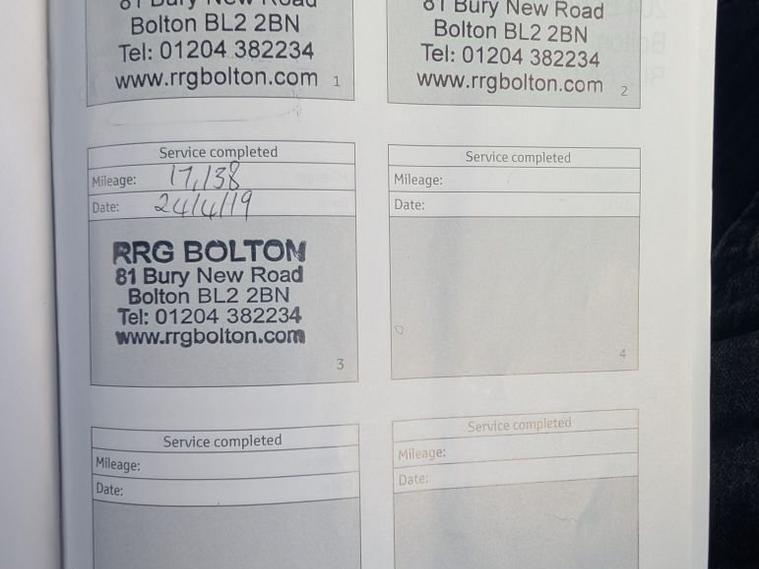 81 Bury New Road
Bolton BL2 2BN
Tel: 01204 382234
www.rrgbolton.com
1
81 Bury New Road
Bolton BL2 2BN
Tel: 01204 382234
www.rrgbolton.com
2
Service completed
Mileage: 17,138
Date: 24/4/19
RRG BOLTON
81 Bury New Road
Bolton BL2 2BN
Tel: 01204 382234
www.rrgbolton.com
3
Service completed
Mileage:
Date:
4
Service completed
Mileage:
Date:
Service completed
Mileage:
Date: